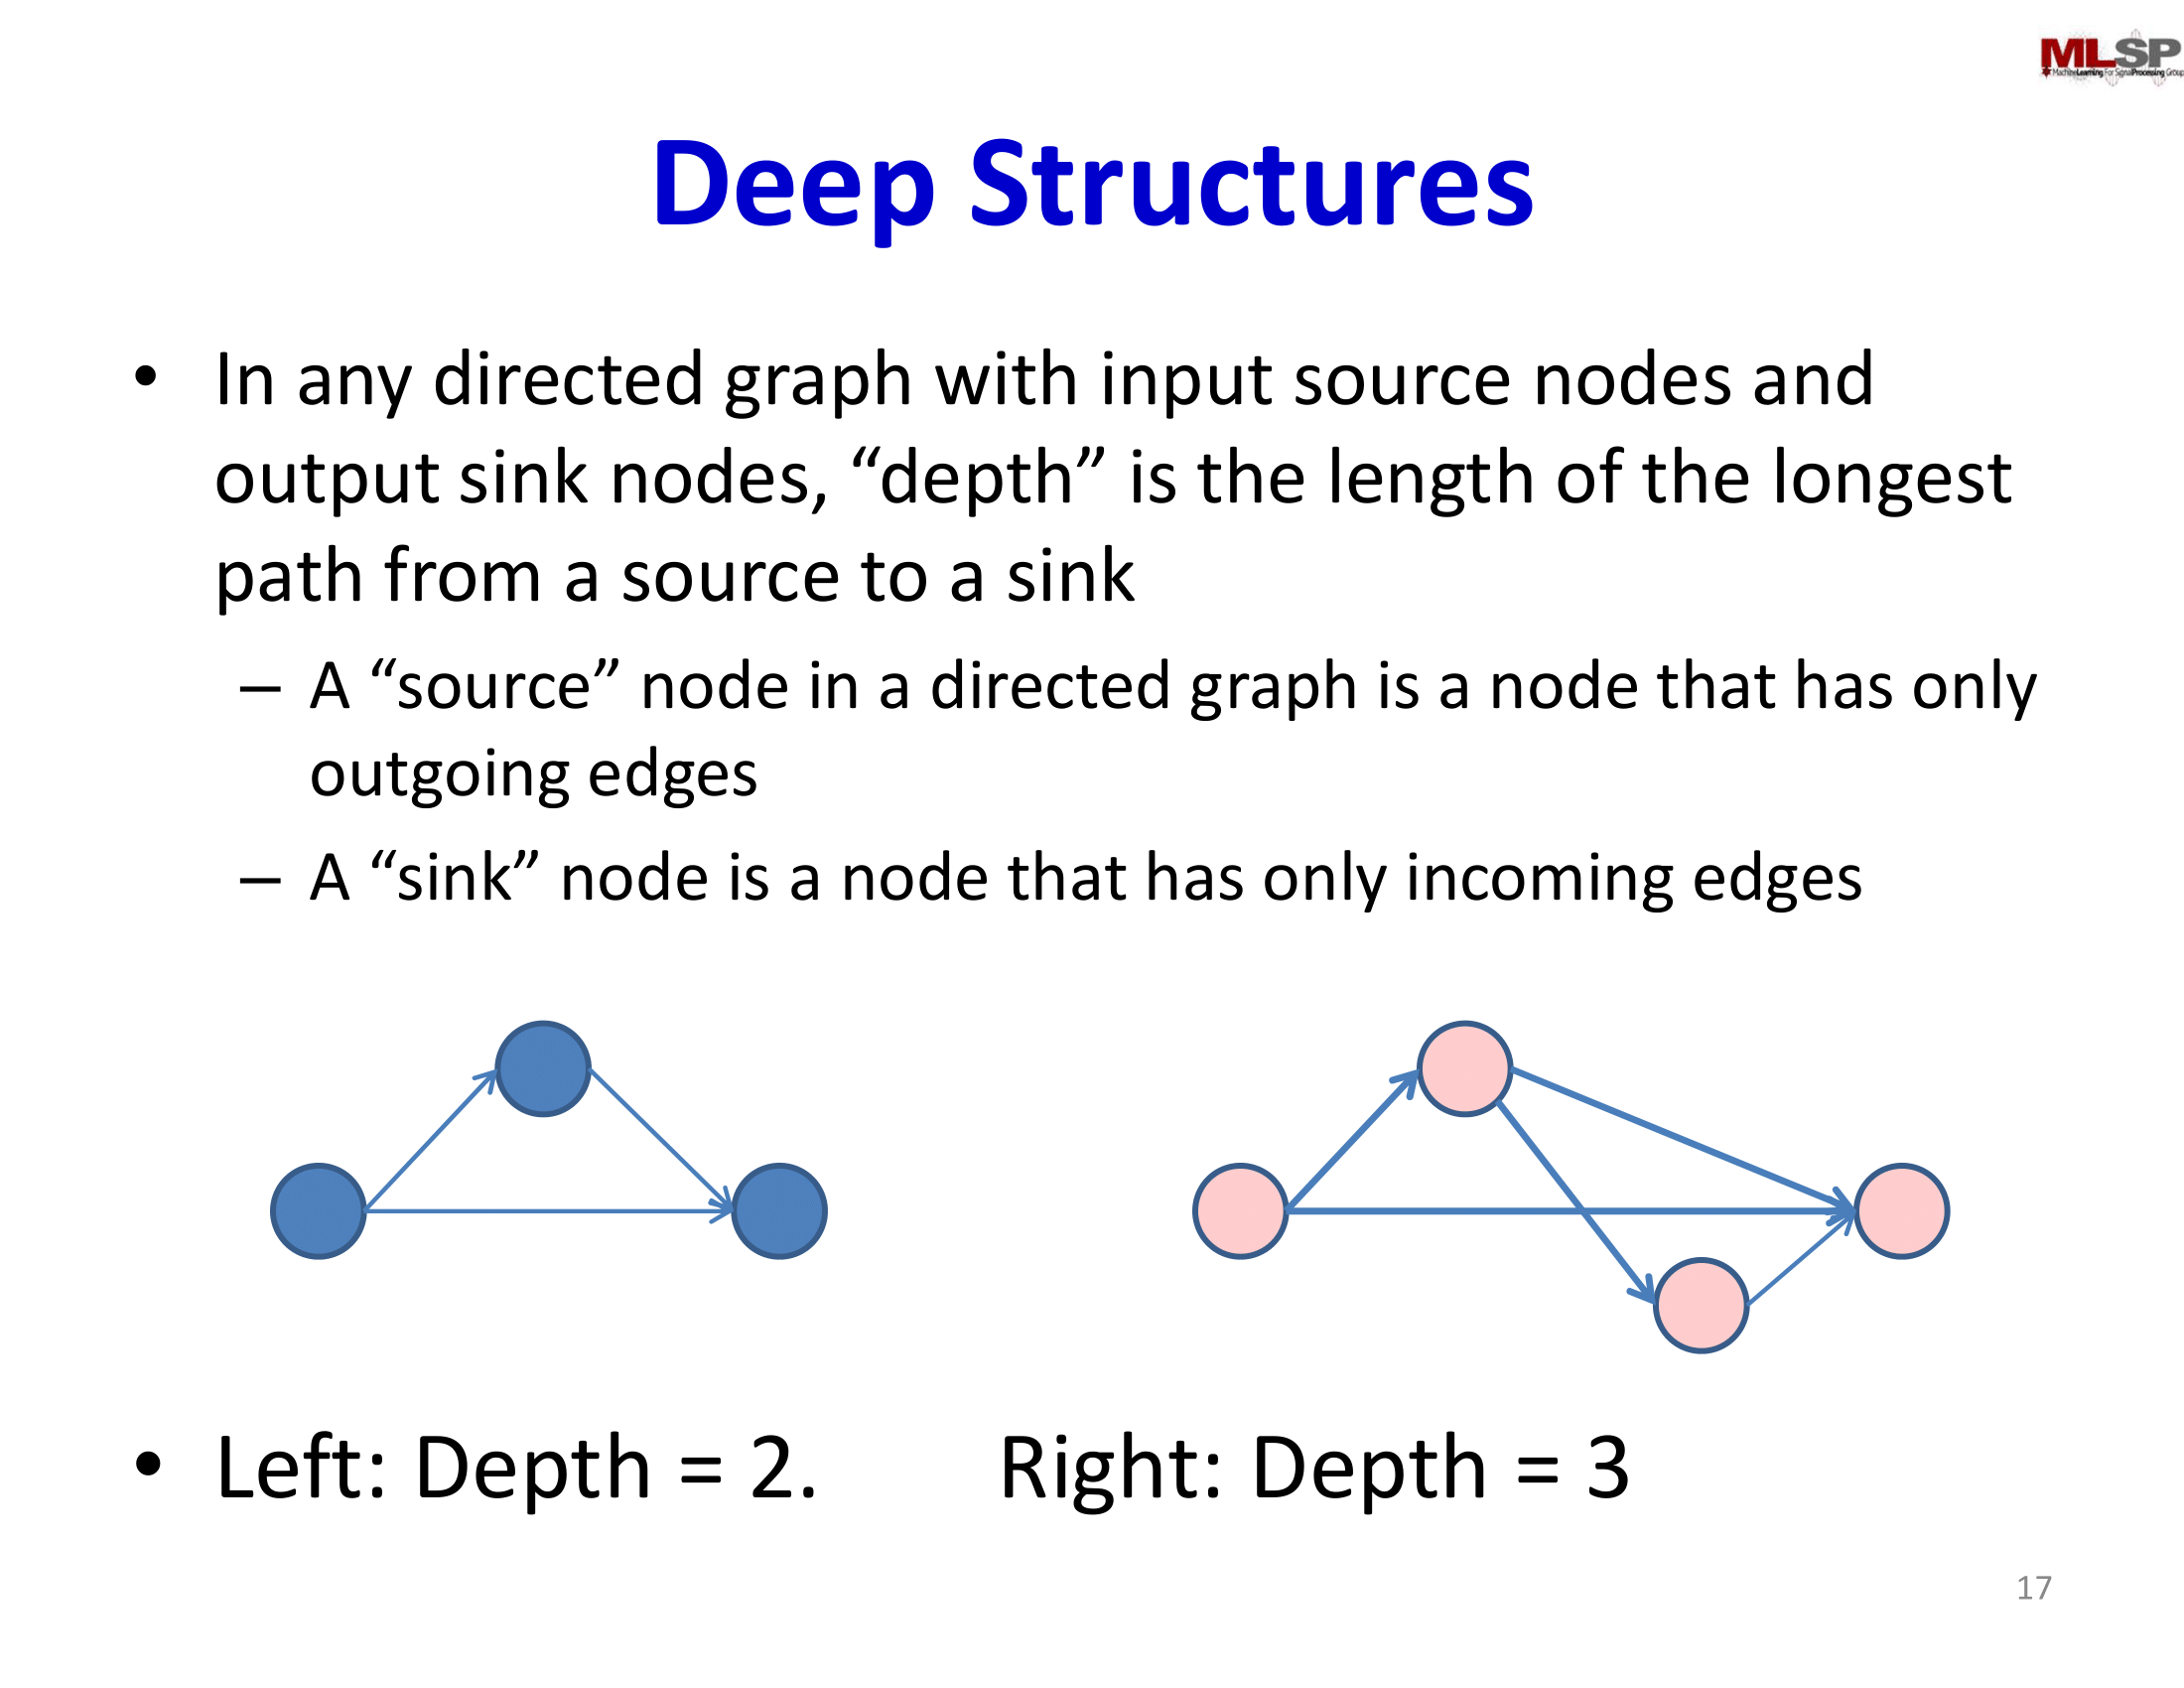 MLSP
Machine Learning For Signal Processing Group
Deep Structures
• In any directed graph with input source nodes and
output sink nodes, “depth” is the length of the longest
path from a source to a sink
– A “source” node in a directed graph is a node that has only
outgoing edges
– A “sink” node is a node that has only incoming edges
• Left: Depth = 2. Right: Depth = 3
17